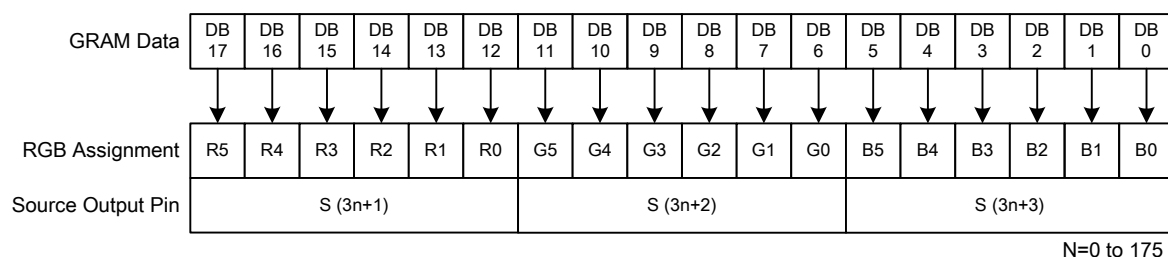 GRAM Data DB 17 DB 16 DB 15 DB 14 DB 13 DB 12 DB 11 DB 10 DB 9 DB 8 DB 7 DB 6 DB 5 DB 4 DB 3 DB 2 DB 1 DB 0
RGB Assignment R5 R4 R3 R2 R1 R0 G5 G4 G3 G2 G1 G0 B5 B4 B3 B2 B1 B0
Source Output Pin S (3n+1) S (3n+2) S (3n+3)
N=0 to 175